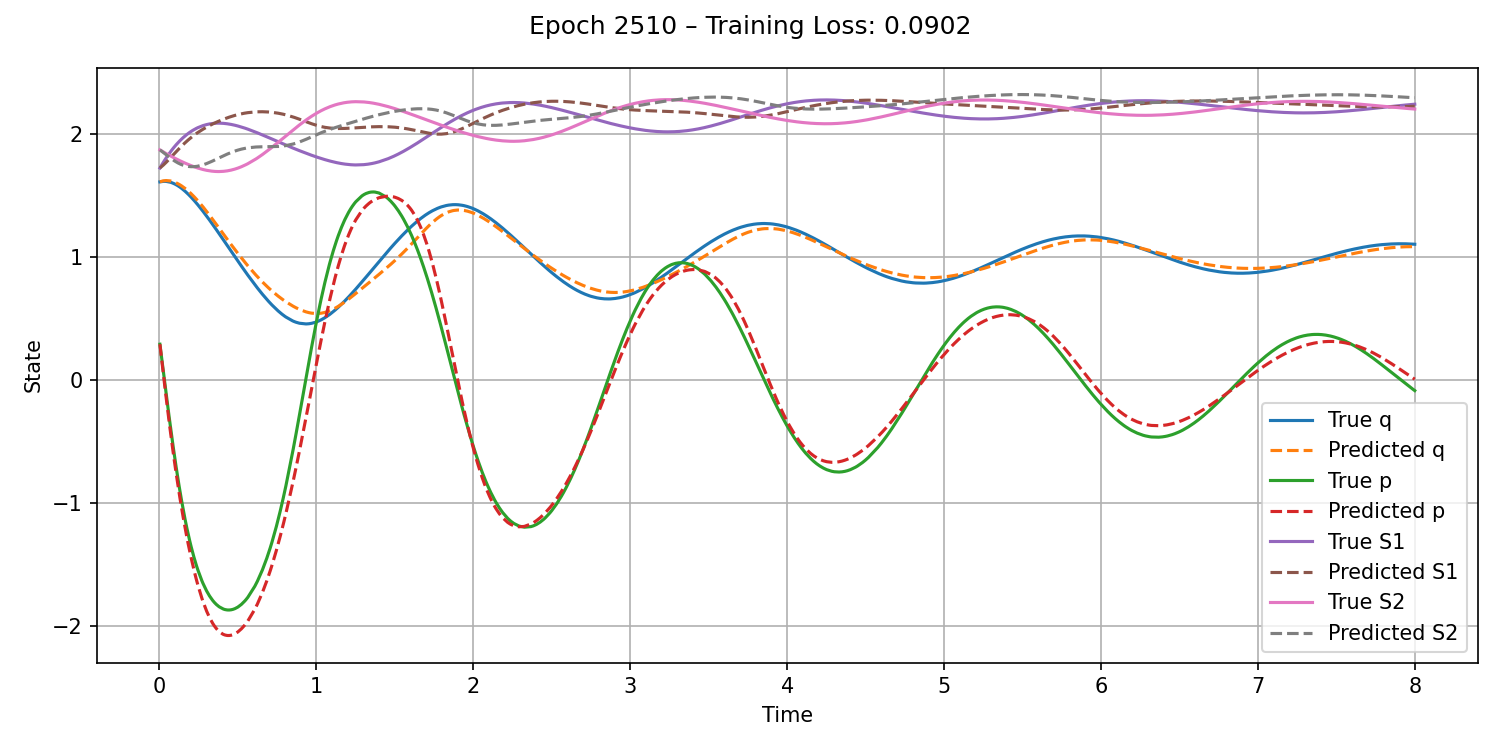 Epoch 2510 – Training Loss: 0.0902
State
2
1
0
−1
−2
0 1 2 3 4 5 6 7 8
Time
True q
Predicted q
True p
Predicted p
True S1
Predicted S1
True S2
Predicted S2